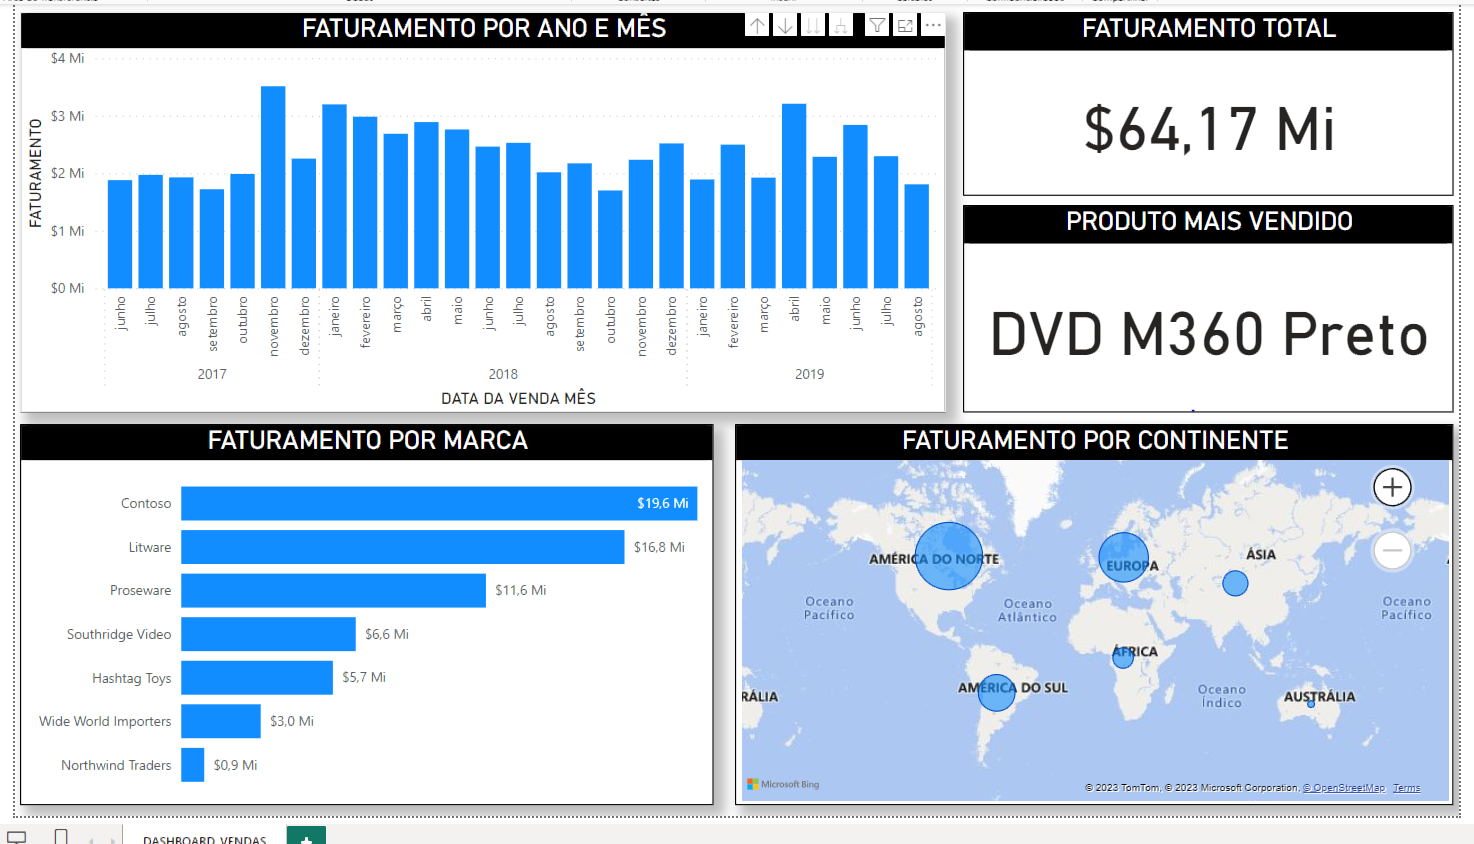 FATURAMENTO POR ANO E MÊS
$4 Mi
$3 Mi
$2 Mi
$1 Mi
$0 Mi
FATURAMENTO
junho
julho
agosto
setembro
outubro
novembro
dezembro
janeiro
fevereiro
março
abril
maio
junho
julho
agosto
setembro
outubro
novembro
dezembro
janeiro
fevereiro
março
abril
maio
junho
julho
agosto
2017
2018
2019
DATA DA VENDA MÊS
FATURAMENTO TOTAL
$64,17 Mi
PRODUTO MAIS VENDIDO
DVD M360 Preto
FATURAMENTO POR MARCA
Contoso $19,6 Mi
Litware $16,8 Mi
Proseware $11,6 Mi
Southridge Video $6,6 Mi
Hashtag Toys $5,7 Mi
Wide World Importers $3,0 Mi
Northwind Traders $0,9 Mi
FATURAMENTO POR CONTINENTE
AMÉRICA DO NORTE
EUROPA
ÁSIA
Oceano
Pacífico
Oceano
Atlântico
Oceano
Pacífico
ÁFRICA
AMÉRICA DO SUL
Oceano
Índico
RÁLIA
AUSTRÁLIA
Microsoft Bing
© 2023 TomTom, © 2023 Microsoft Corporation, © OpenStreetMap Terms
DASHBOARD VENDAS